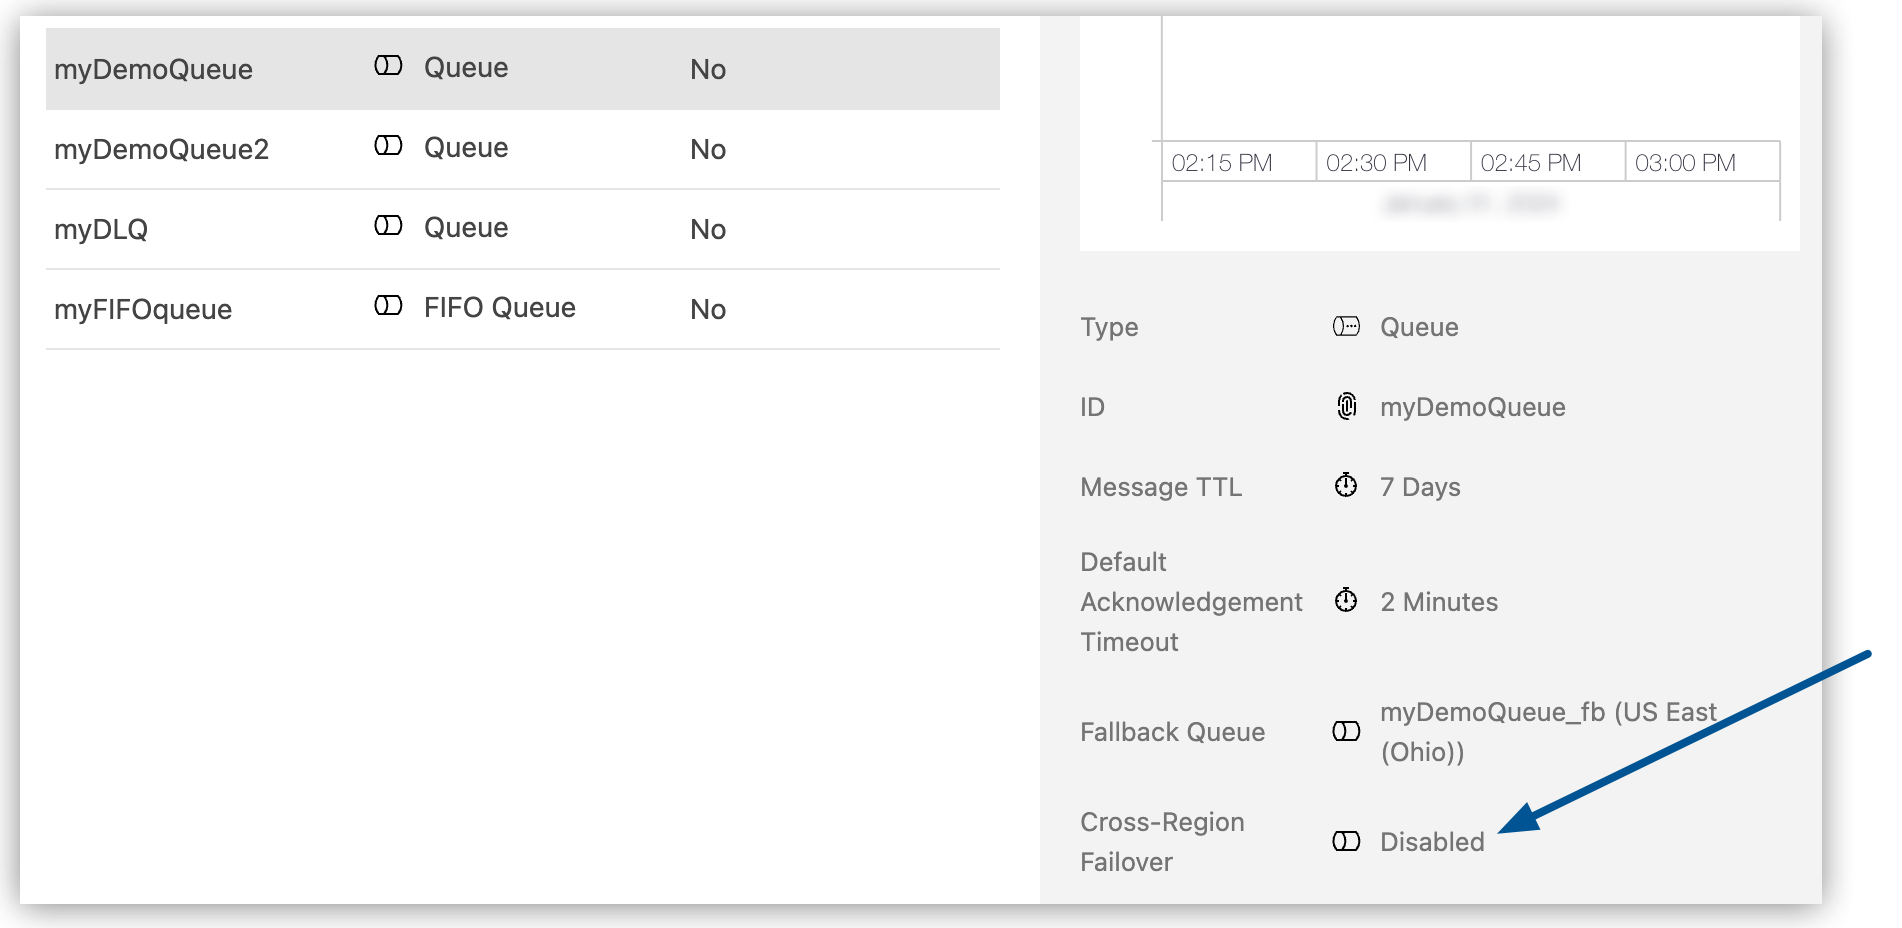 myDemoQueue Queue No
myDemoQueue2 Queue No
myDLQ Queue No
myFIFOqueue FIFO Queue No
02:15 PM 02:30 PM 02:45 PM 03:00 PM
Type Queue
ID myDemoQueue
Message TTL 7 Days
Default
Acknowledgement
Timeout
2 Minutes
Fallback Queue
myDemoQueue_fb (US East
(Ohio))
Cross-Region
Failover
Disabled